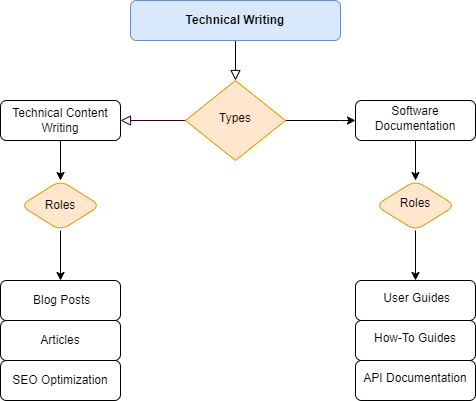 Technical Writing
Types
Technical Content
Writing
Software
Documentation
Roles
Roles
Blog Posts
User Guides
Articles
How-To Guides
SEO Optimization
API Documentation